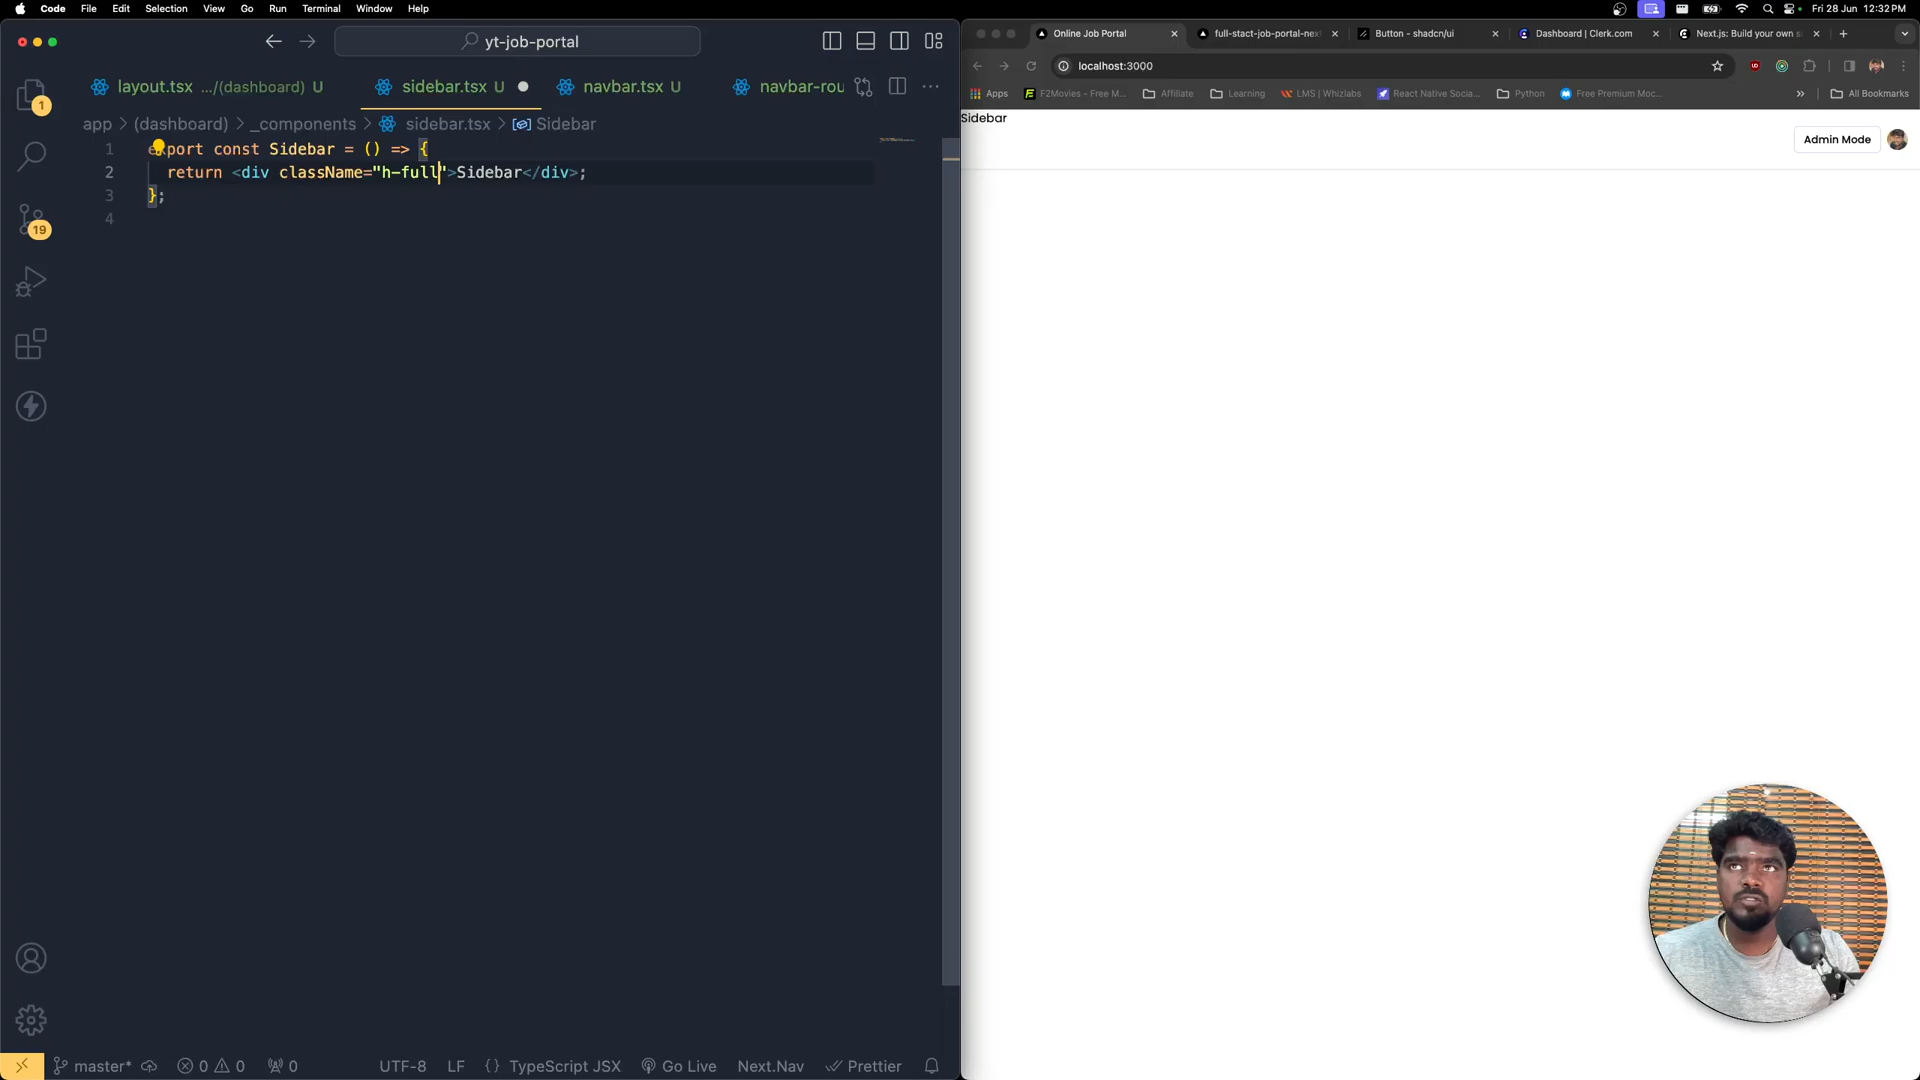 Code File Edit Selection View Go Run Terminal Window Help
Fri 28 Jun 12:32 PM
yt-job-portal
layout.tsx .../(dashboard) U
sidebar.tsx U
navbar.tsx U
navbar-rou
app > (dashboard) > _components > sidebar.tsx > Sidebar
1 export const Sidebar = () => {
2 return <div className="h-full">Sidebar</div>;
3 };
4
1
19
master* 0 0 0 UTF-8 LF {} TypeScript JSX Go Live Next.Nav Prettier
Online Job Portal
full-stact-job-portal-nex
Button - shadcn/ui
Dashboard | Clerk.com
Next.js: Build your own s
localhost:3000
Apps F2Movies - Free M... Affiliate Learning LMS | Whizlabs React Native Socia... Python Free Premium Moc... » All Bookmarks
Sidebar
Admin Mode